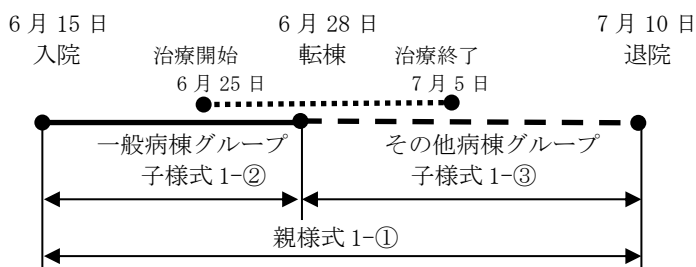 6 月 15 日 6 月 28 日 7 月 10 日
入院 治療開始 転棟 治療終了 退院
6 月 25 日 7 月 5 日
一般病棟グループ その他病棟グループ
子様式 1-② 子様式 1-③
親様式 1-①